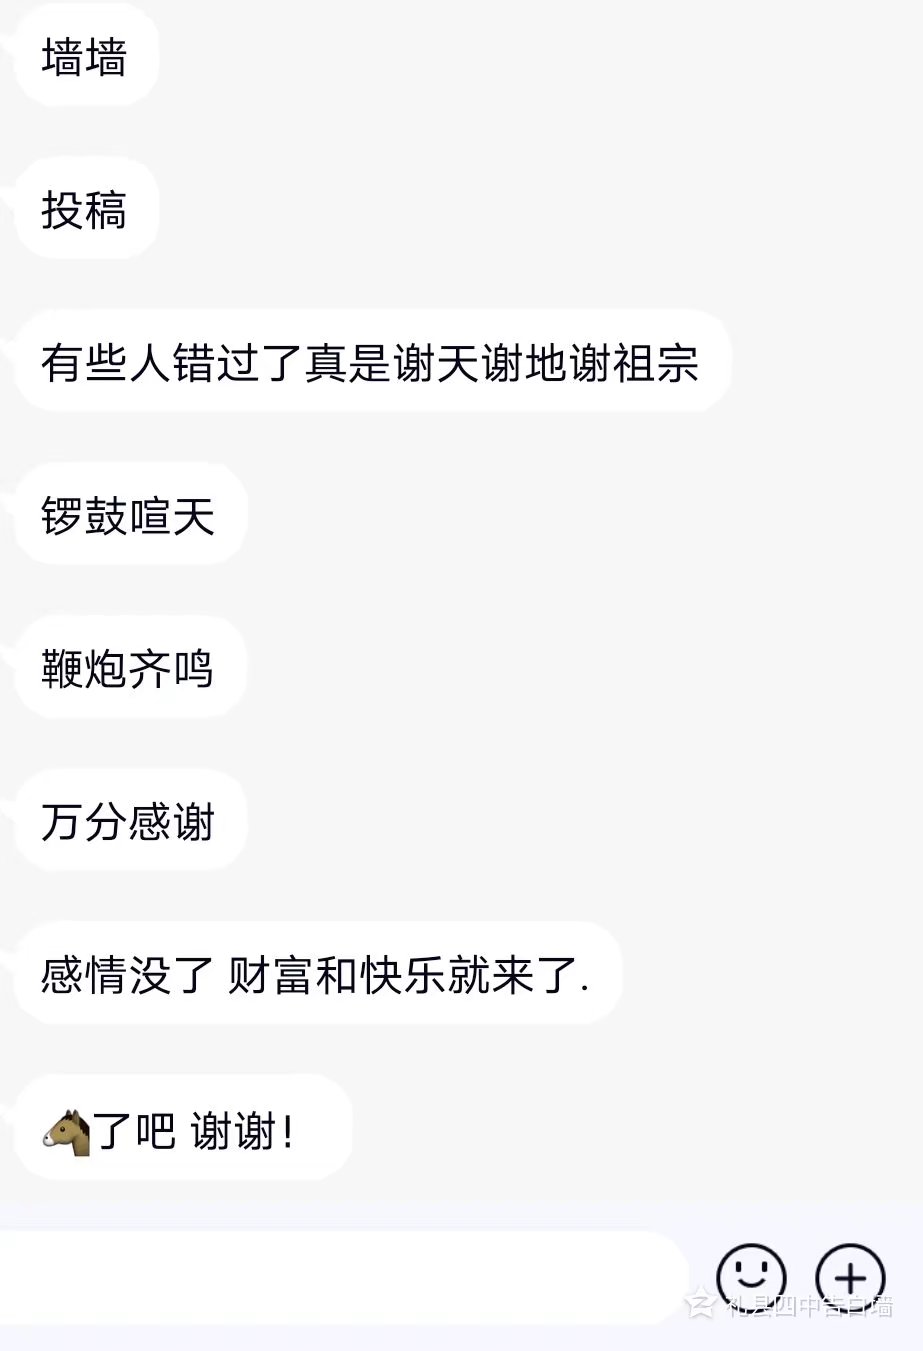 墙墙
投稿
有些人错过了真是谢天谢地谢祖宗
锣鼓喧天
鞭炮齐鸣
万分感谢
感情没了 财富和快乐就来了.
🐴了吧 谢谢!
礼县四中告白墙